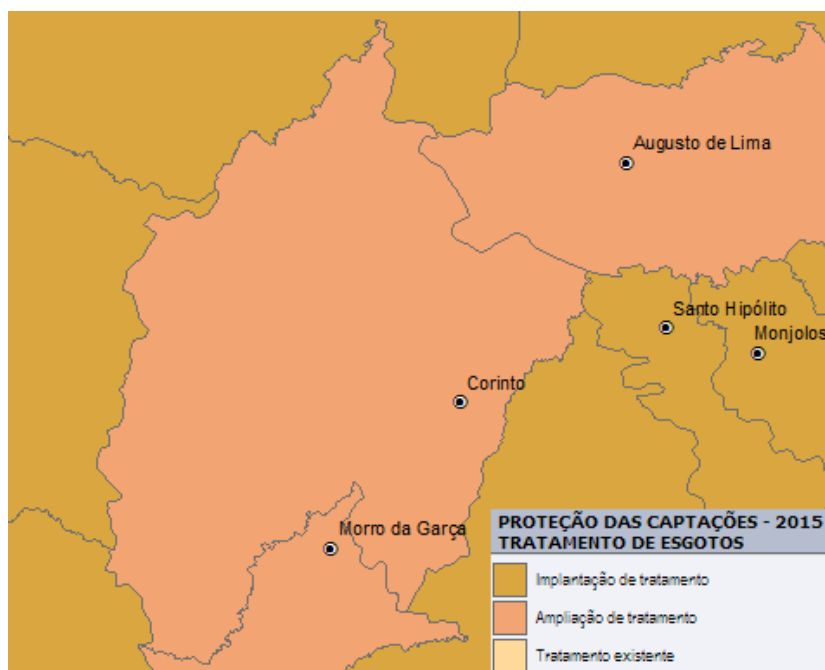 Augusto de Lima
Santo Hipólito
Monjolos
Corinto
Morro da Garça
PROTEÇÃO DAS CAPTAÇÕES - 2015
TRATAMENTO DE ESGOTOS
Implantação de tratamento
Ampliação de tratamento
Tratamento existente